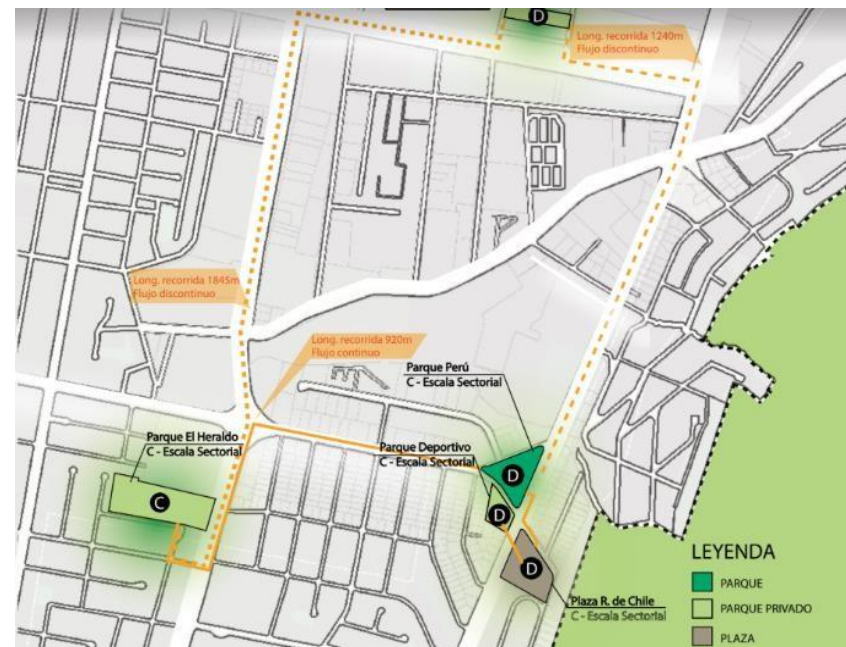 D
Long. recorrida 1240m
Flujo discontinuo
Long. recorrida 1845m
Flujo discontinuo
Long. recorrida 920m
Flujo continuo
Parque Perú
C - Escala Sectorial
Parque El Heraldo
C - Escala Sectorial
Parque Deportivo
C - Escala Sectorial
C
D
D
D
Plaza R. de Chile
C - Escala Sectorial
LEYENDA
PARQUE
PARQUE PRIVADO
PLAZA